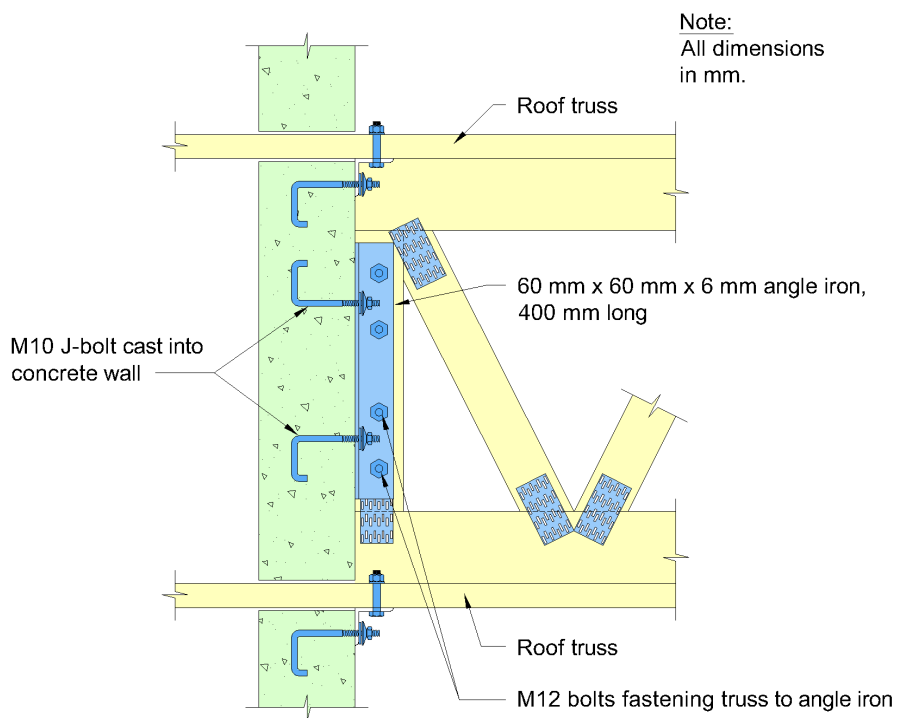 Note:
All dimensions
in mm.
Roof truss
60 mm x 60 mm x 6 mm angle iron,
400 mm long
M10 J-bolt cast into
concrete wall
Roof truss
M12 bolts fastening truss to angle iron